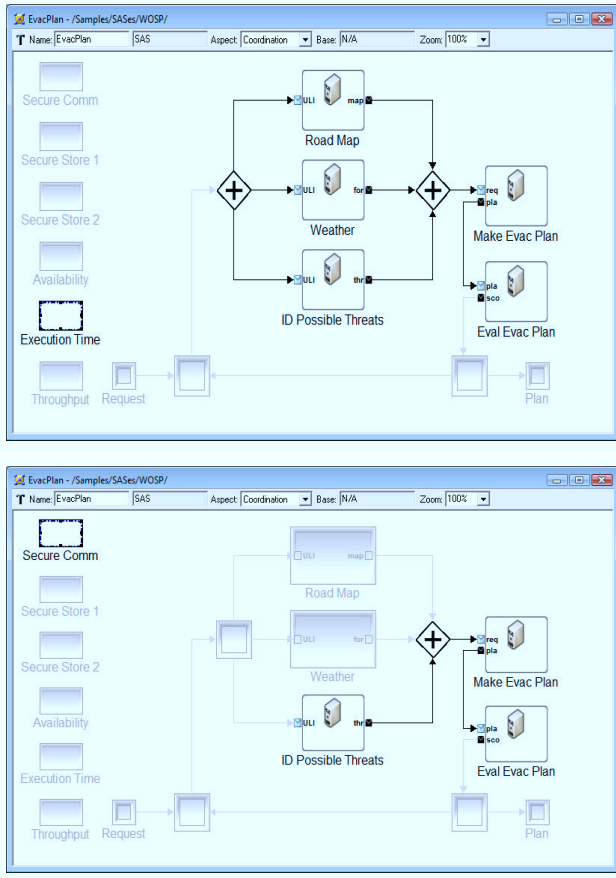 EvacPlan - /Samples/SASes/WOSP/
T Name: EvacPlan SAS Aspect: Coordination Base: N/A Zoom: 100%
Secure Comm
Secure Store 1
Secure Store 2
Availability
Execution Time
Throughput
Request
ULI map
Road Map
ULI for
Weather
ULI thr
ID Possible Threats
req
pla
Make Evac Plan
pla
sco
Eval Evac Plan
Plan
EvacPlan - /Samples/SASes/WOSP/
T Name: EvacPlan SAS Aspect: Coordination Base: N/A Zoom: 100%
Secure Comm
Secure Store 1
Secure Store 2
Availability
Execution Time
Throughput
Request
ULI map
Road Map
ULI for
Weather
ULI thr
ID Possible Threats
req
pla
Make Evac Plan
pla
sco
Eval Evac Plan
Plan